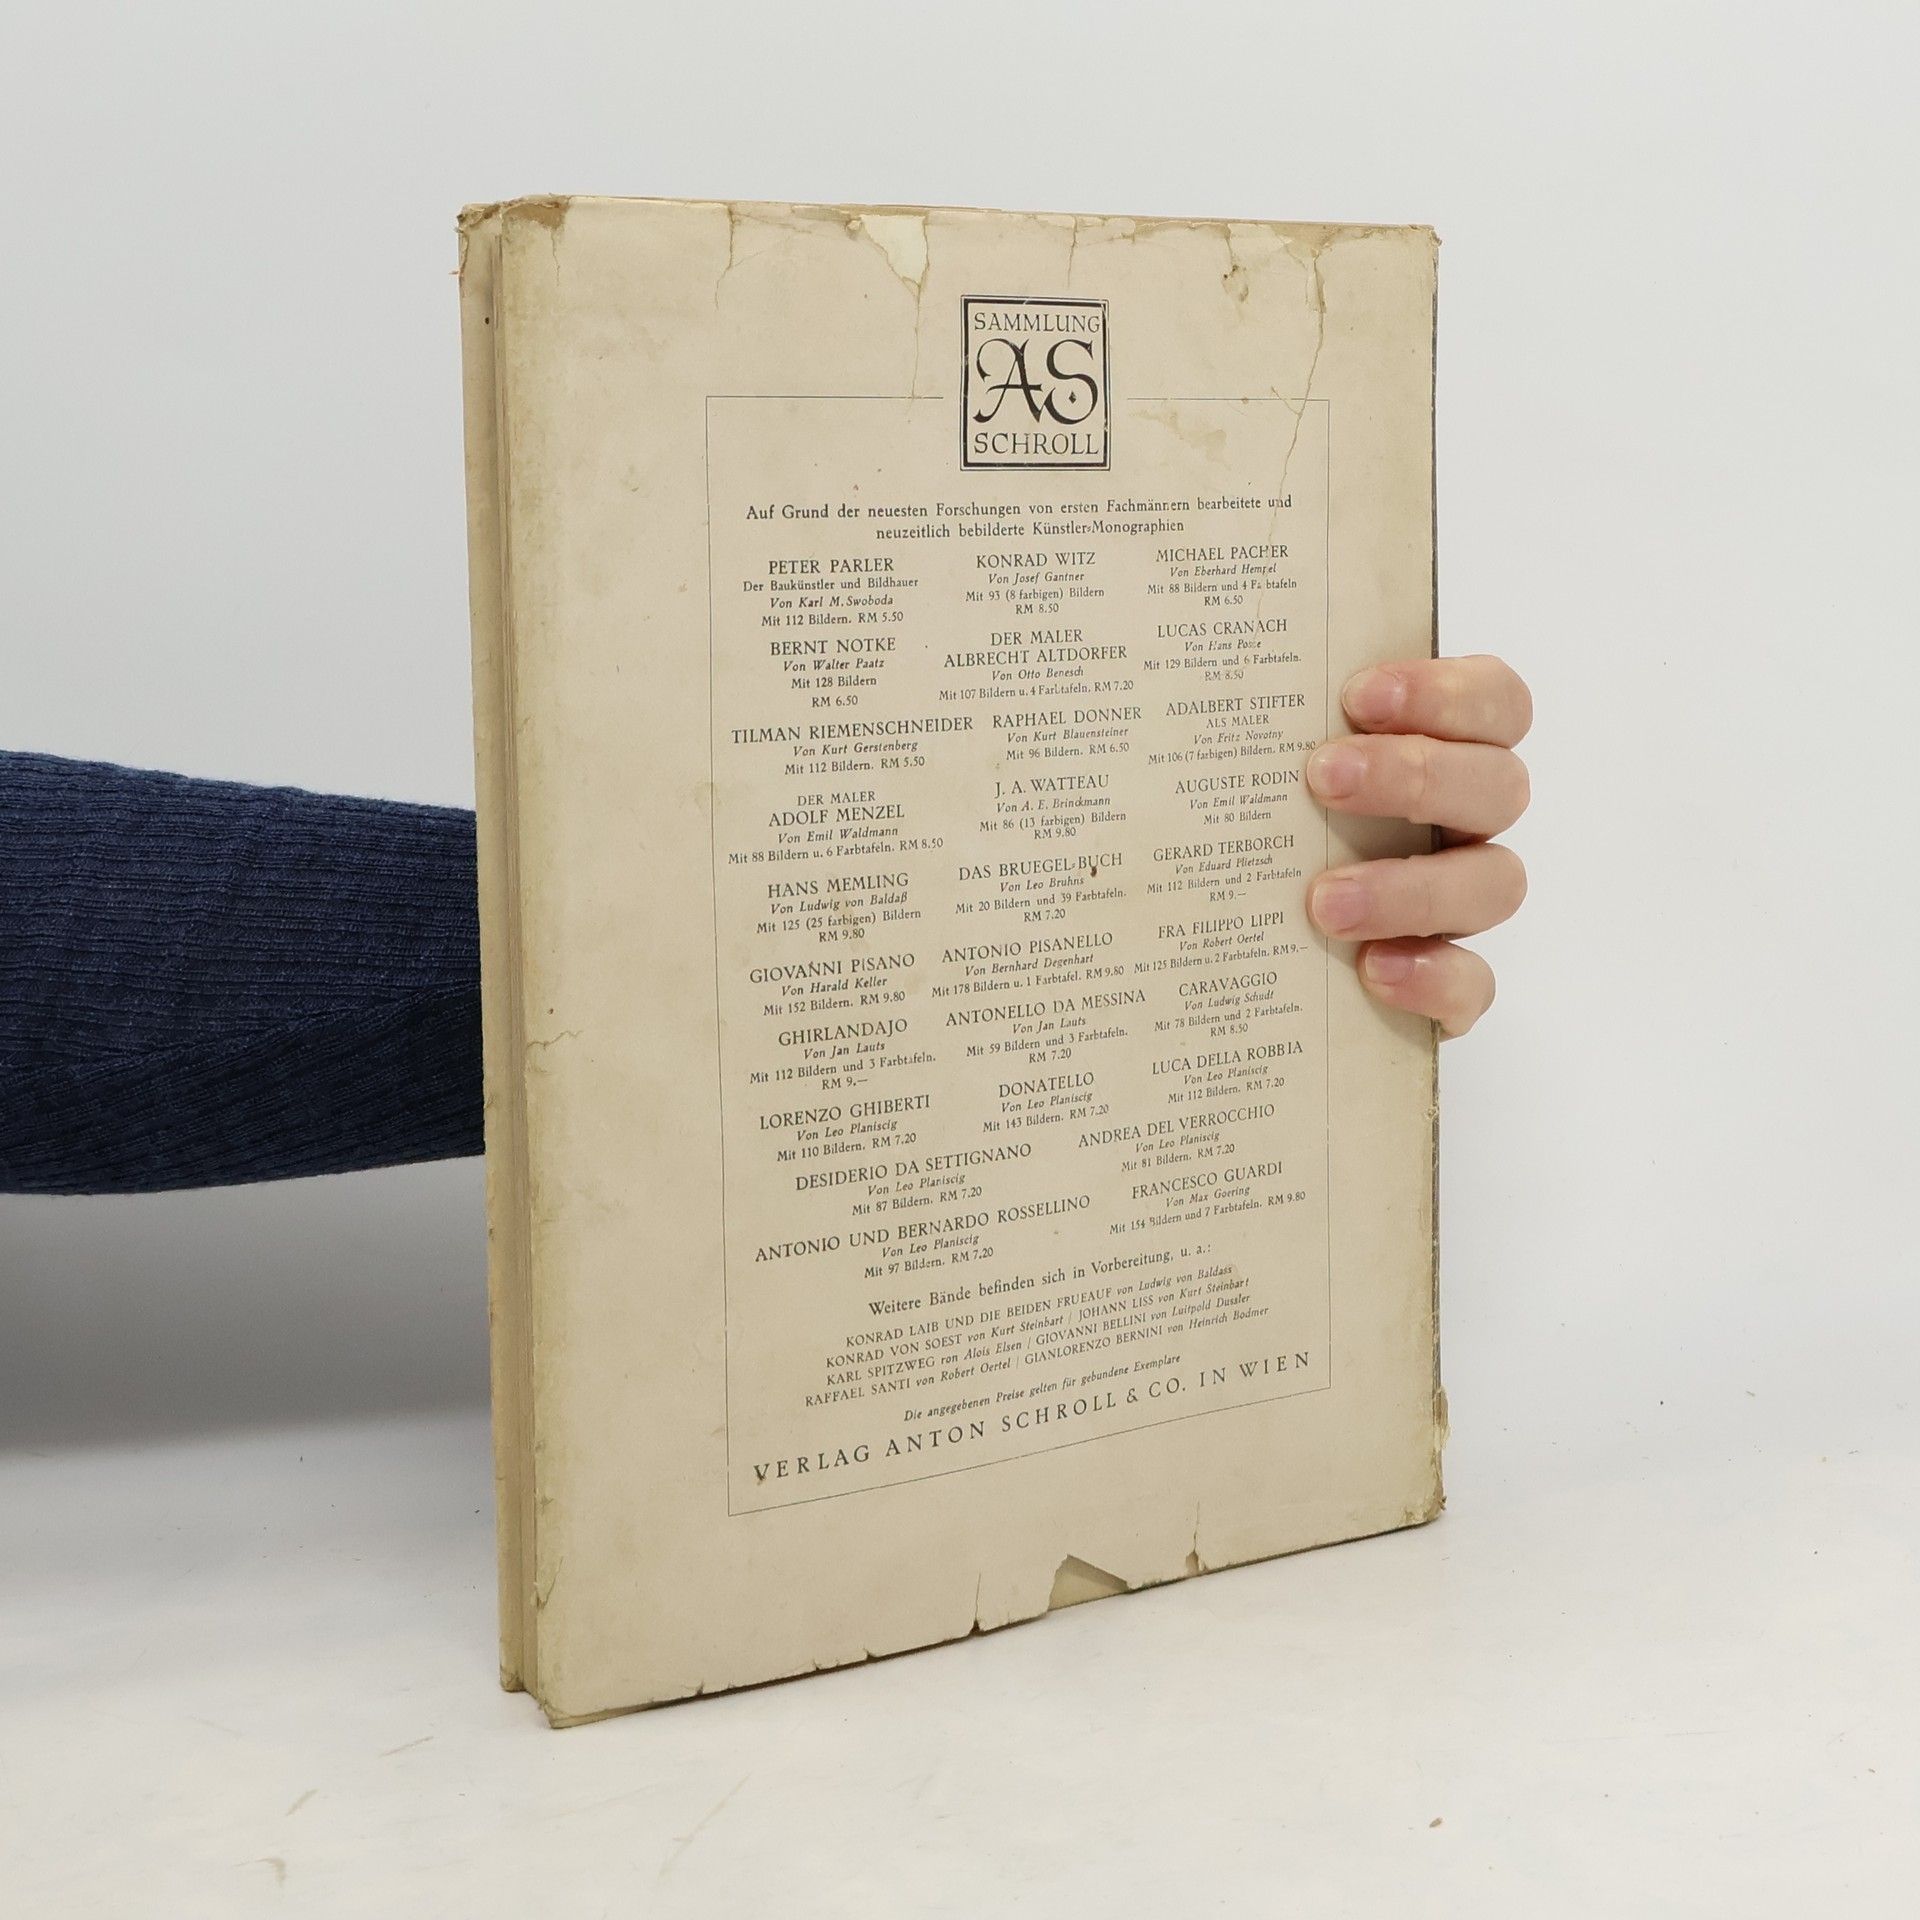 SAMMLUNG
AS
SCHROLL
Auf Grund der neuesten Forschungen von ersten Fachmännern bearbeitete und
neuzeitlich bebilderte Künstler-Monographien
PETER PARLER
Der Baukünstler und Bildhauer
Von Karl M. Swoboda
Mit 112 Bildern. RM 5.50
KONRAD WITZ
Von Josef Gantner
Mit 93 (8 farbigen) Bildern
RM 8.50
MICHAEL PACHER
Von Eberhard Hempel
Mit 88 Bildern und 4 Farbtafeln
RM 6.50
BERNT NOTKE
Von Walter Paatz
Mit 128 Bildern
RM 6.50
DER MALER
ALBRECHT ALTDORFER
Von Otto Benesch
Mit 107 Bildern u. 4 Farbtafeln. RM 7.20
LUCAS CRANACH
Von Hans Posse
Mit 129 Bildern und 6 Farbtafeln.
RM 8.50
TILMAN RIEMENSCHNEIDER
Von Kurt Gerstenberg
Mit 112 Bildern. RM 5.50
RAPHAEL DONNER
Von Kurt Blauensteiner
Mit 96 Bildern. RM 6.50
ADALBERT STIFTER
ALS MALER
Von Fritz Novotny
Mit 106 (7 farbigen) Bildern. RM 9.80
DER MALER
ADOLF MENZEL
Von Emil Waldmann
Mit 88 Bildern u. 6 Farbtafeln. RM 8.50
J. A. WATTEAU
Von A. E. Brinckmann
Mit 86 (13 farbigen) Bildern
RM 9.80
AUGUSTE RODIN
Von Emil Waldmann
Mit 80 Bildern
HANS MEMLING
Von Ludwig von Baldaß
Mit 125 (25 farbigen) Bildern
RM 9.80
DAS BRUEGEL-BUCH
Von Leo Bruhns
Mit 20 Bildern und 39 Farbtafeln.
RM 7.20
GERARD TERBORCH
Von Eduard Plietzsch
Mit 112 Bildern und 2 Farbtafeln
RM 9.—
GIOVANNI PISANO
Von Harald Keller
Mit 152 Bildern. RM 9.80
ANTONIO PISANELLO
Von Bernhard Degenhart
Mit 178 Bildern u. 1 Farbtafel. RM 9.80
FRA FILIPPO LIPPI
Von Robert Oertel
Mit 125 Bildern u. 2 Farbtafeln. RM 9.—
GHIRLANDAJO
Von Jan Lauts
Mit 112 Bildern und 3 Farbtafeln.
RM 9.—
ANTONELLO DA MESSINA
Von Jan Lauts
Mit 59 Bildern und 3 Farbtafeln.
RM 7.20
CARAVAGGIO
Von Ludwig Schudt
Mit 78 Bildern und 2 Farbtafeln.
RM 8.50
LORENZO GHIBERTI
Von Leo Planiscig
Mit 110 Bildern. RM 7.20
DONATELLO
Von Leo Planiscig
Mit 143 Bildern. RM 7.20
LUCA DELLA ROBBIA
Von Leo Planiscig
Mit 112 Bildern. RM 7.20
DESIDERIO DA SETTIGNANO
Von Leo Planiscig
Mit 87 Bildern. RM 7.20
ANDREA DEL VERROCCHIO
Von Leo Planiscig
Mit 81 Bildern. RM 7.20
ANTONIO UND BERNARDO ROSSELLINO
Von Leo Planiscig
Mit 97 Bildern. RM 7.20
FRANCESCO GUARDI
Von Max Goering
Mit 154 Bildern und 7 Farbtafeln. RM 9.80
Weitere Bände befinden sich in Vorbereitung, u. a.:
KONRAD LAIB UND DIE BEIDEN FRUEAUF von Ludwig von Baldass
KONRAD VON SOEST von Kurt Steinbart / JOHANN LISS von Kurt Steinbart
KARL SPITZWEG von Alois Elsen / GIOVANNI BELLINI von Luitpold Dussler
RAFFAEL SANTI von Robert Oertel / GIANLORENZO BERNINI von Heinrich Bodmer
Die angegebenen Preise gelten für gebundene Exemplare
VERLAG ANTON SCHROLL & CO. IN WIEN